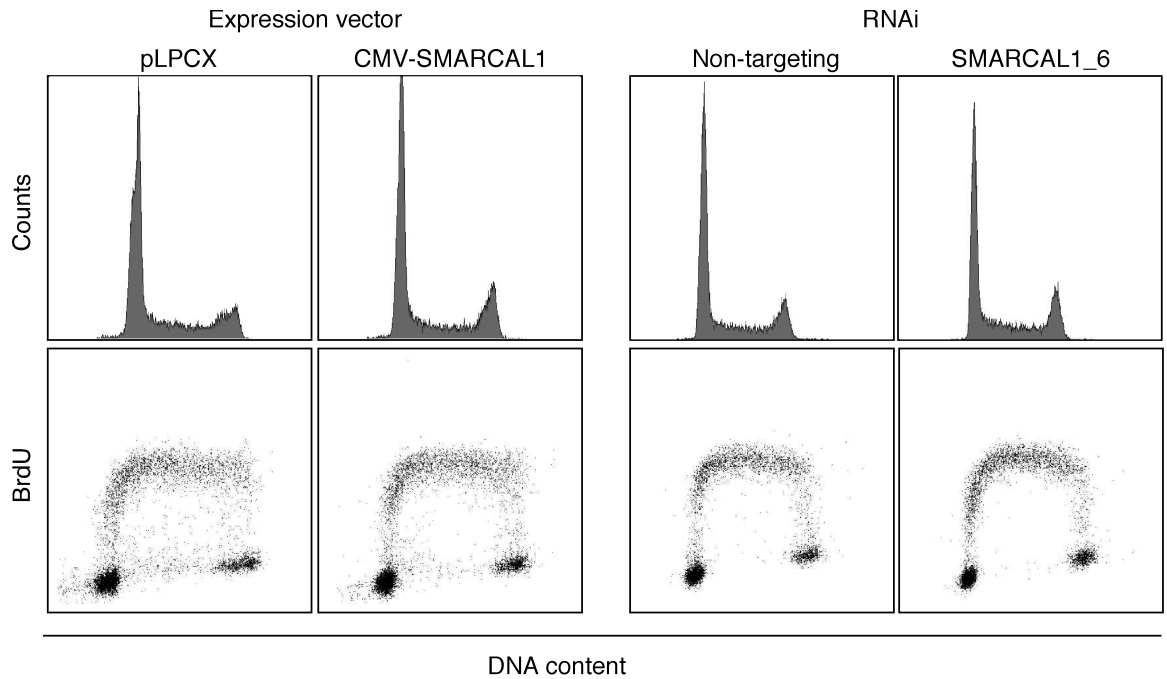 Expression vector
RNAi
pLPCX
CMV-SMARCAL1
Non-targeting
SMARCAL1_6
Counts
BrdU
DNA content